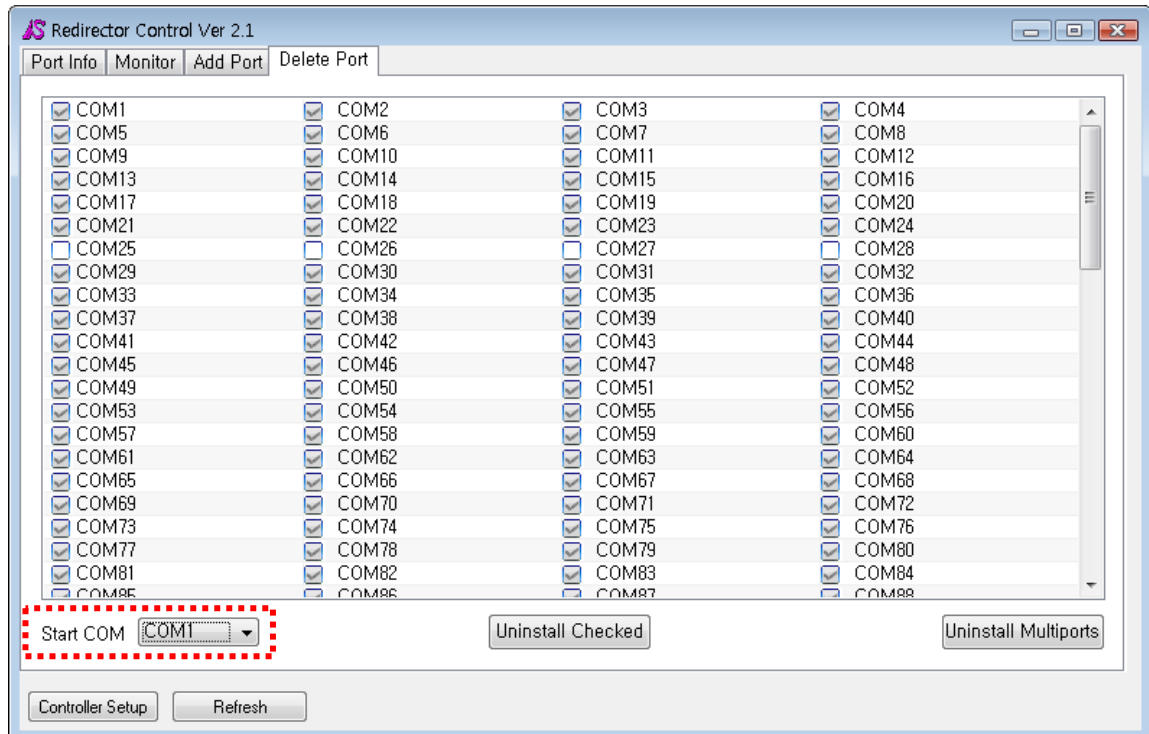 Redirector Control Ver 2.1
Port Info Monitor Add Port Delete Port
COM1 COM2 COM3 COM4
COM5 COM6 COM7 COM8
COM9 COM10 COM11 COM12
COM13 COM14 COM15 COM16
COM17 COM18 COM19 COM20
COM21 COM22 COM23 COM24
COM25 COM26 COM27 COM28
COM29 COM30 COM31 COM32
COM33 COM34 COM35 COM36
COM37 COM38 COM39 COM40
COM41 COM42 COM43 COM44
COM45 COM46 COM47 COM48
COM49 COM50 COM51 COM52
COM53 COM54 COM55 COM56
COM57 COM58 COM59 COM60
COM61 COM62 COM63 COM64
COM65 COM66 COM67 COM68
COM69 COM70 COM71 COM72
COM73 COM74 COM75 COM76
COM77 COM78 COM79 COM80
COM81 COM82 COM83 COM84
COM85 COM86 COM87 COM88
Start COM COM1 Uninstall Checked Uninstall Multiports
Controller Setup Refresh